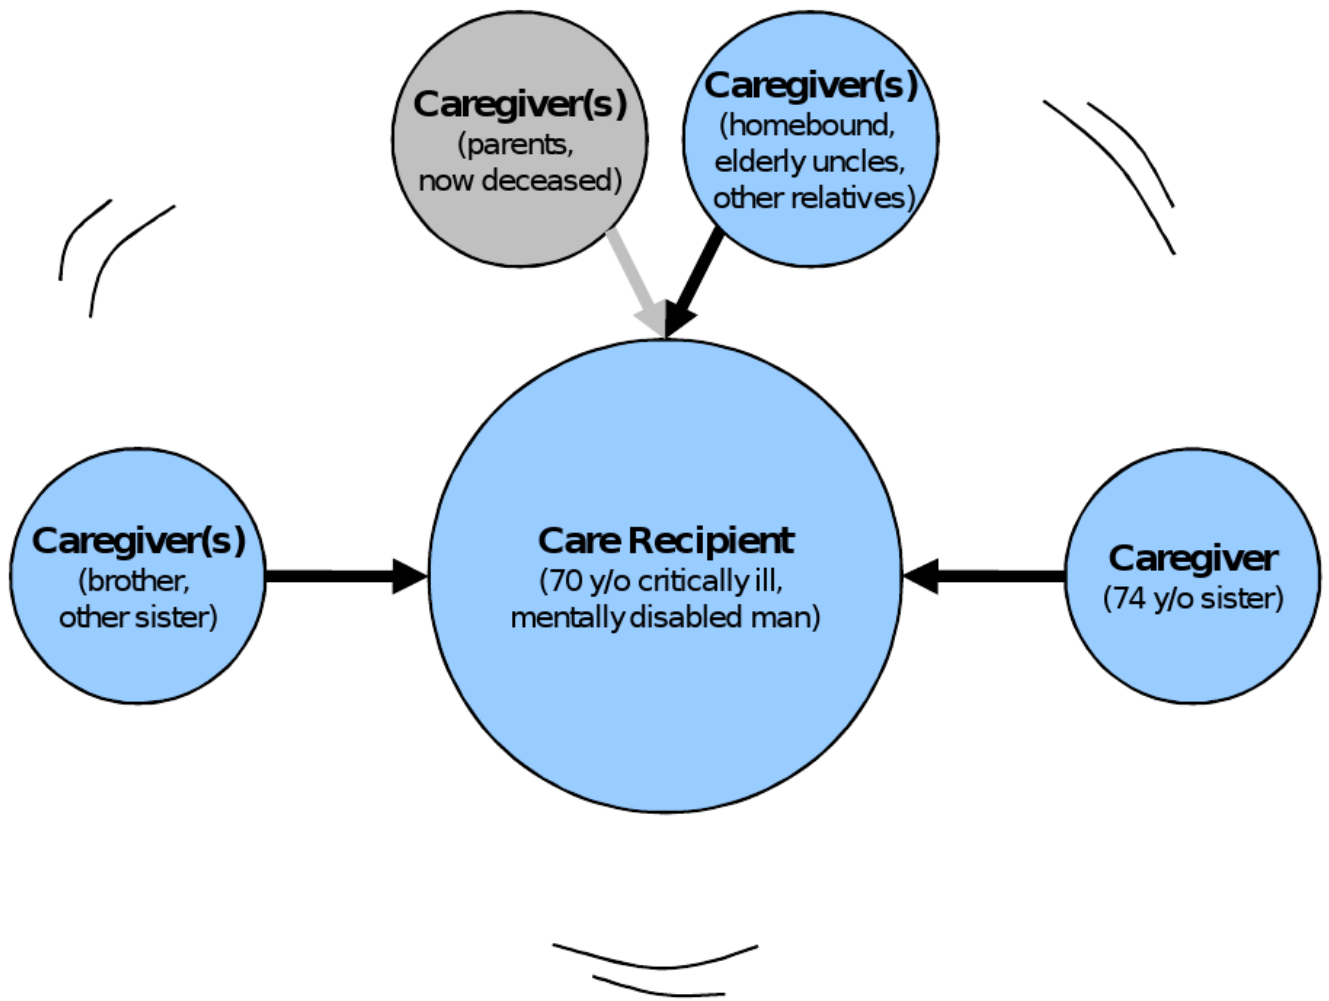 Caregiver(s)
(parents,
now deceased)
Caregiver(s)
(homebound,
elderly uncles,
other relatives)
Caregiver(s)
(brother,
other sister)
Care Recipient
(70 y/o critically ill,
mentally disabled man)
Caregiver
(74 y/o sister)